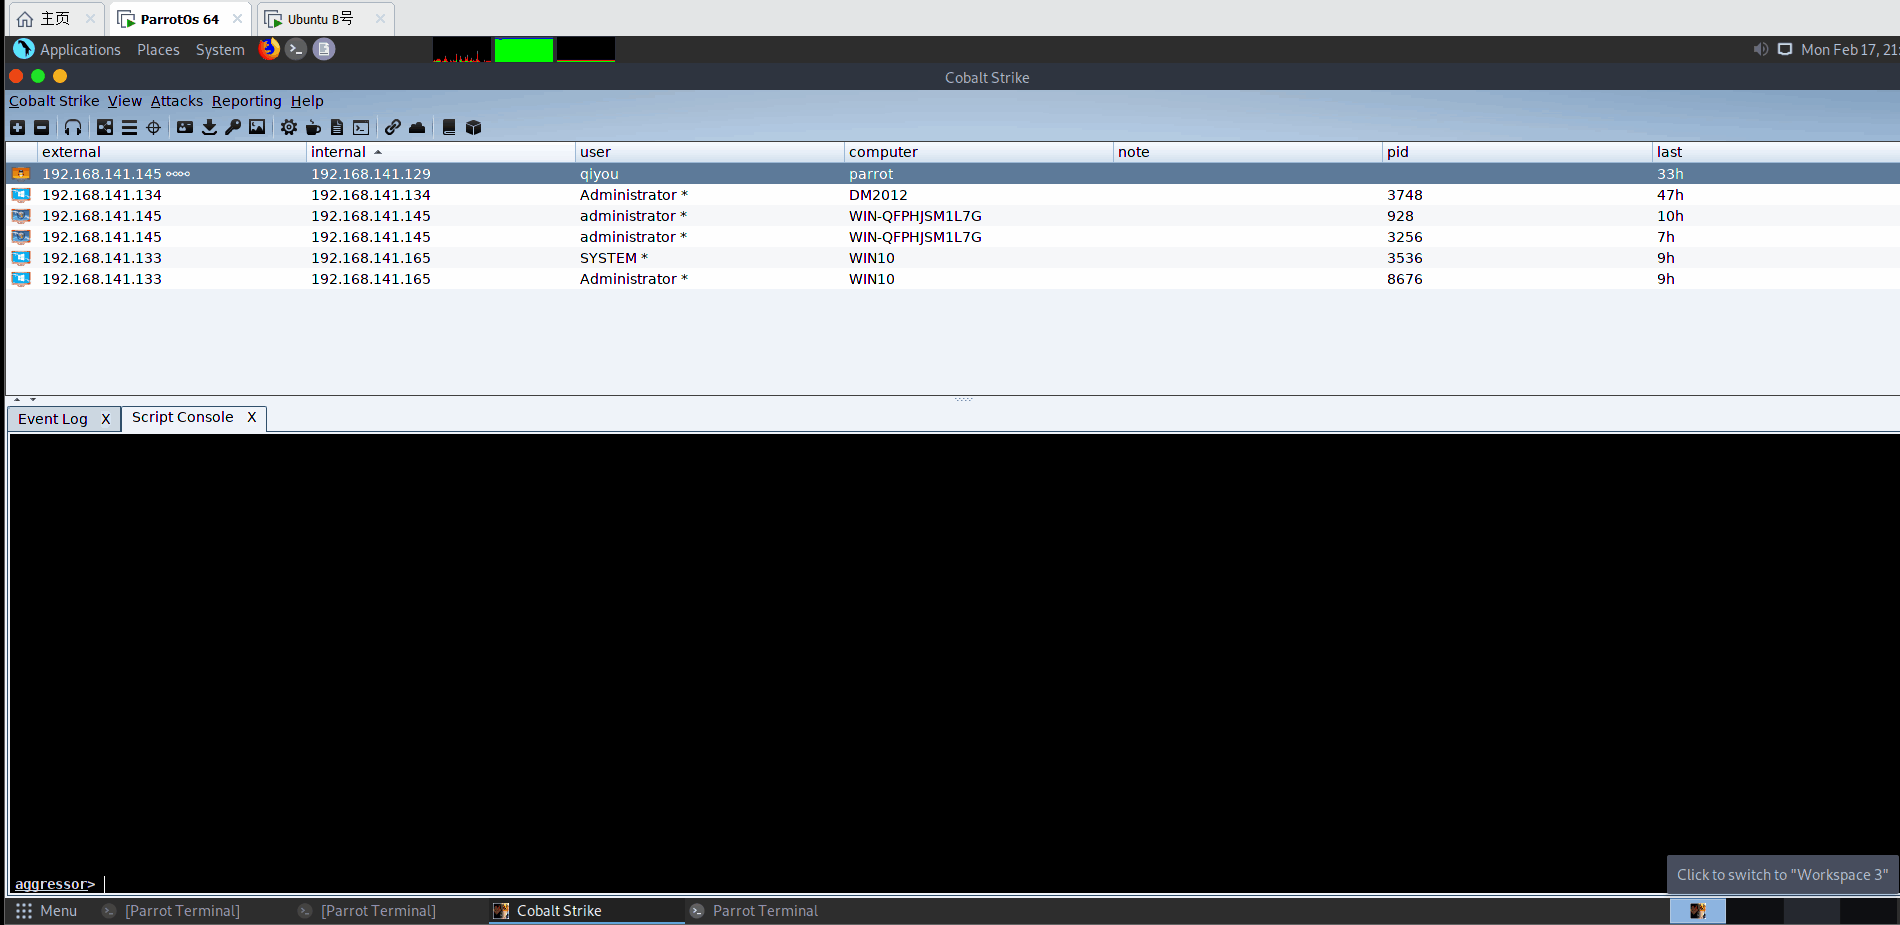 主页 ParrotOs 64 Ubuntu B号
Applications Places System Mon Feb 17, 21:
Cobalt Strike
Cobalt Strike View Attacks Reporting Help
external internal user computer note pid last
192.168.141.145 192.168.141.129 qiyou parrot 33h
192.168.141.134 192.168.141.134 Administrator * DM2012 3748 47h
192.168.141.145 192.168.141.145 administrator * WIN-QFPHJSM1L7G 928 10h
192.168.141.145 192.168.141.145 administrator * WIN-QFPHJSM1L7G 3256 7h
192.168.141.133 192.168.141.165 SYSTEM * WIN10 3536 9h
192.168.141.133 192.168.141.165 Administrator * WIN10 8676 9h
Event Log X Script Console X
aggressor>
Click to switch to "Workspace 3"
Menu [Parrot Terminal] [Parrot Terminal] Cobalt Strike Parrot Terminal